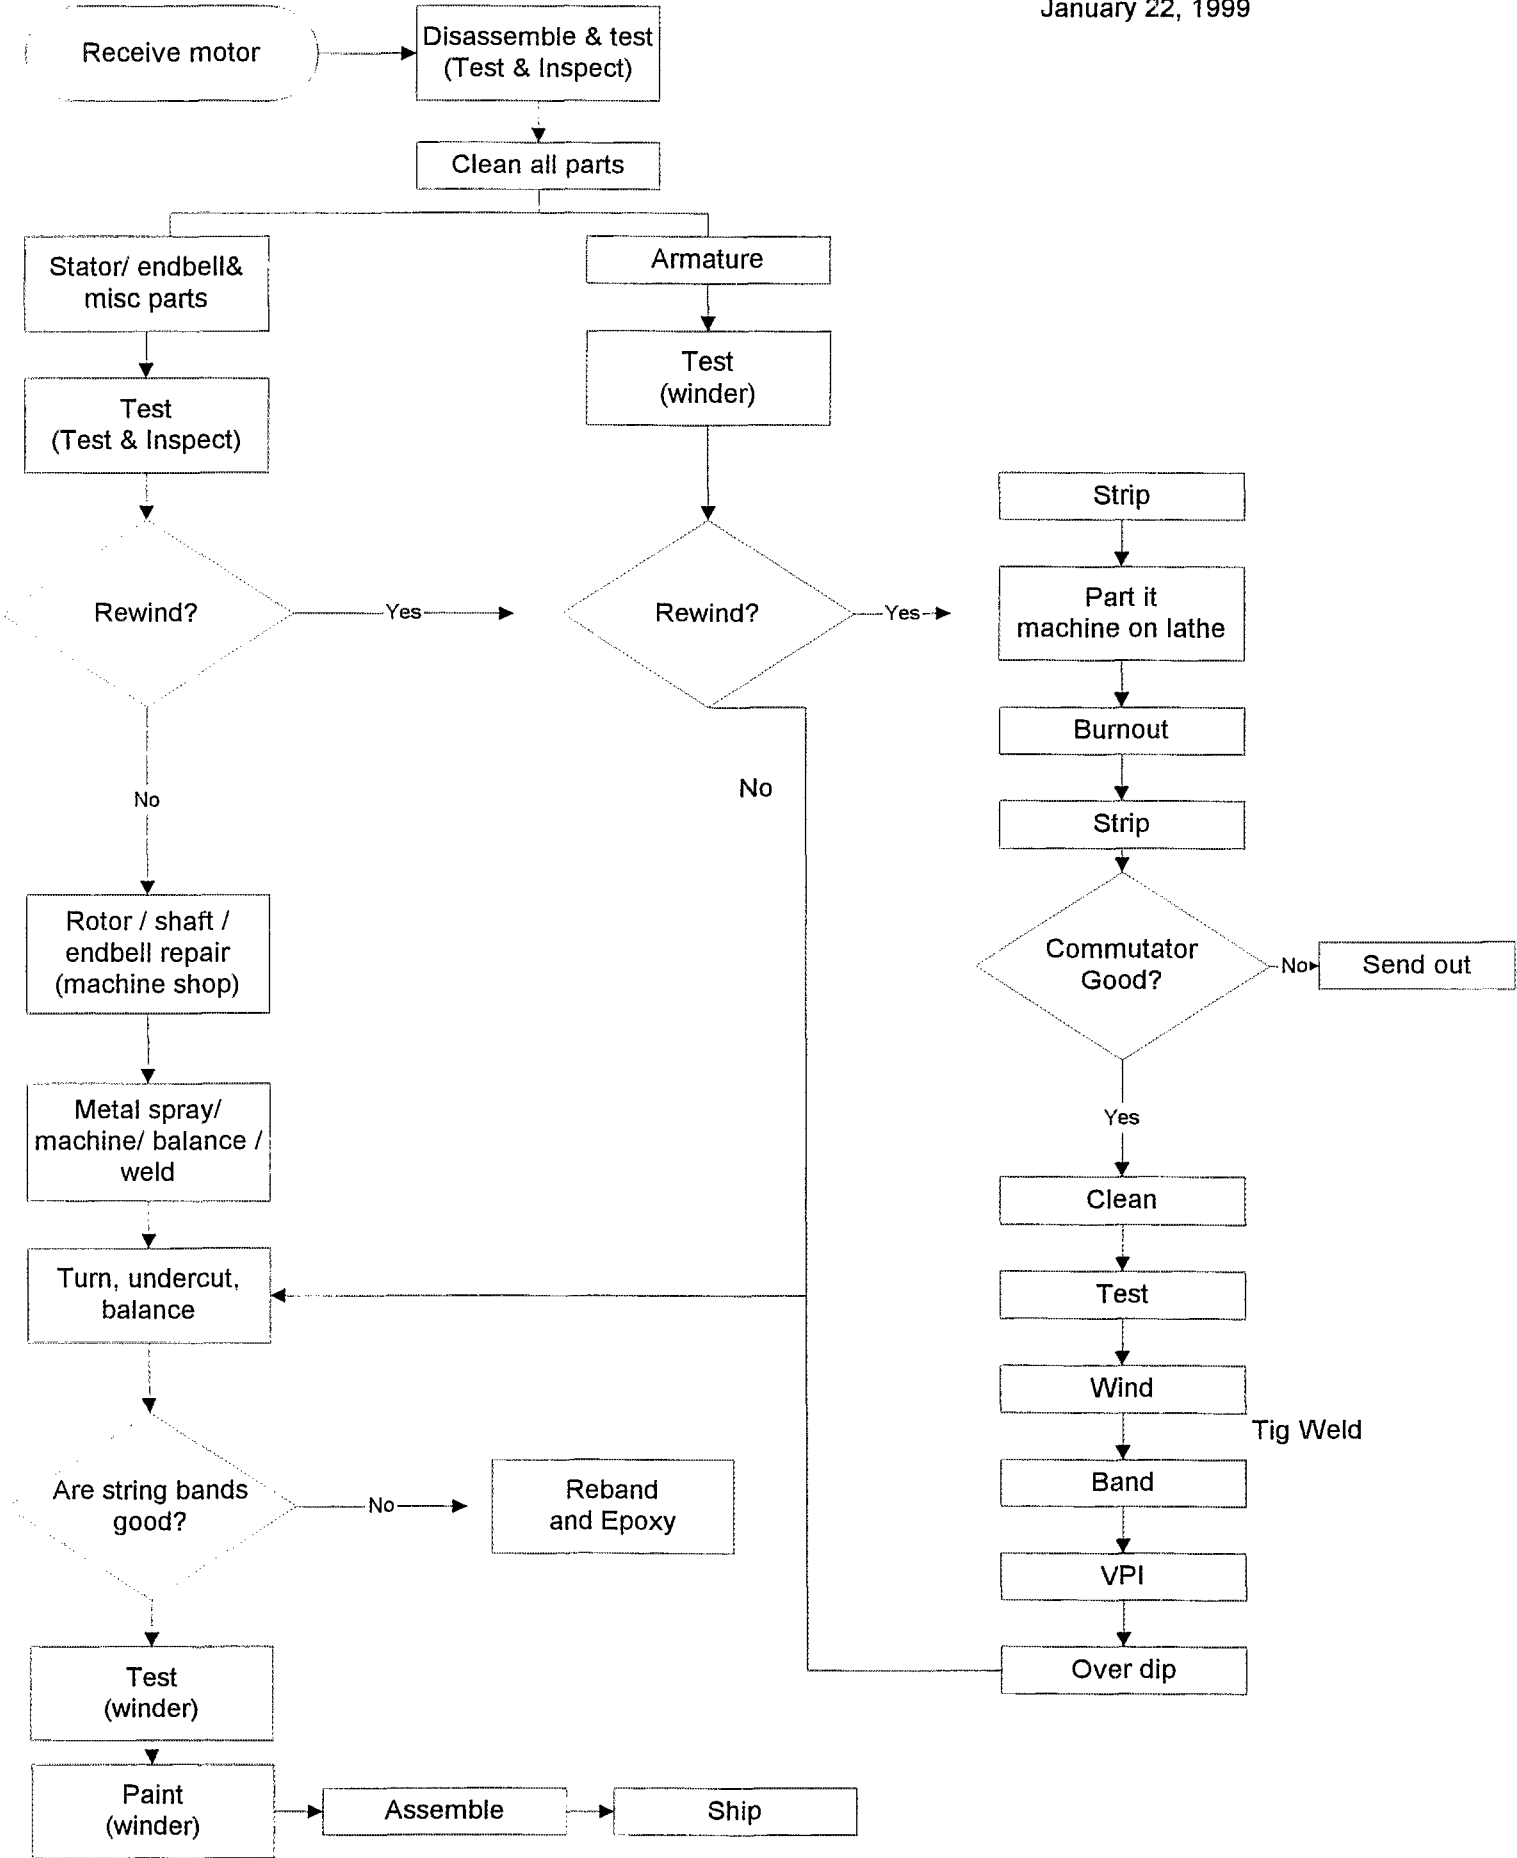 January 22, 1999
Receive motor
Disassemble & test
(Test & Inspect)
Clean all parts
Stator/ endbell&
misc parts
Armature
Test
(winder)
Test
(Test & Inspect)
Strip
Rewind?
Yes
Rewind?
Yes
Part it
machine on lathe
Burnout
No
No
Strip
Rotor / shaft /
endbell repair
(machine shop)
Commutator
Good?
No
Send out
Metal spray/
machine/ balance /
weld
Yes
Clean
Turn, undercut,
balance
Test
Wind
Tig Weld
Band
Are string bands
good?
No
Reband
and Epoxy
VPI
Over dip
Test
(winder)
Paint
(winder)
Assemble
Ship